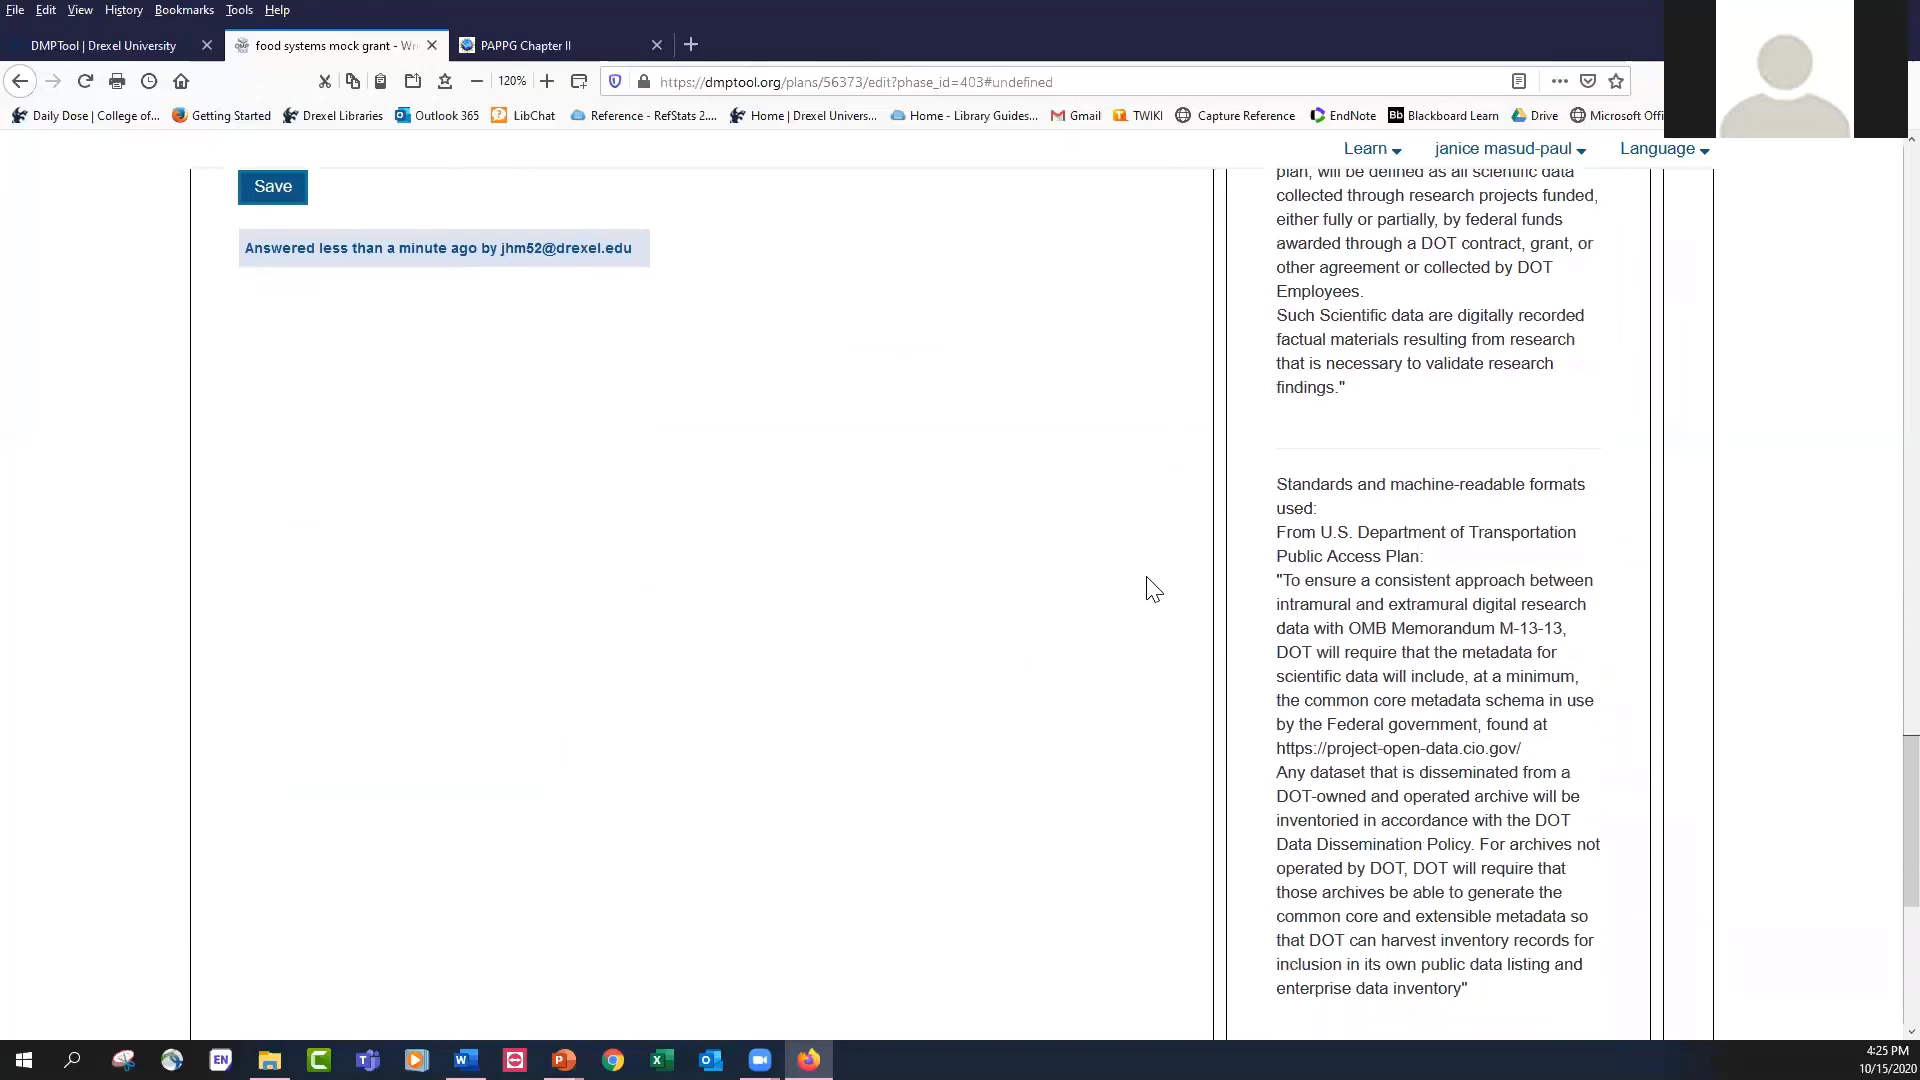 File Edit View History Bookmarks Tools Help
DMPTool | Drexel University
food systems mock grant - Wr
PAPPG Chapter II
120%
https://dmptool.org/plans/56373/edit?phase_id=403#undefined
Daily Dose | College of... Getting Started Drexel Libraries Outlook 365 LibChat Reference - RefStats 2.... Home | Drexel Univers... Home - Library Guides... Gmail TWIKI Capture Reference EndNote Bb Blackboard Learn Drive Microsoft Offi
Learn janice masud-paul Language
Save
Answered less than a minute ago by jhm52@drexel.edu
plan, will be defined as all scientific data
collected through research projects funded,
either fully or partially, by federal funds
awarded through a DOT contract, grant, or
other agreement or collected by DOT
Employees.
Such Scientific data are digitally recorded
factual materials resulting from research
that is necessary to validate research
findings."
Standards and machine-readable formats
used:
From U.S. Department of Transportation
Public Access Plan:
"To ensure a consistent approach between
intramural and extramural digital research
data with OMB Memorandum M-13-13,
DOT will require that the metadata for
scientific data will include, at a minimum,
the common core metadata schema in use
by the Federal government, found at
https://project-open-data.cio.gov/
Any dataset that is disseminated from a
DOT-owned and operated archive will be
inventoried in accordance with the DOT
Data Dissemination Policy. For archives not
operated by DOT, DOT will require that
those archives be able to generate the
common core and extensible metadata so
that DOT can harvest inventory records for
inclusion in its own public data listing and
enterprise data inventory"
EN
4:25 PM
10/15/2020